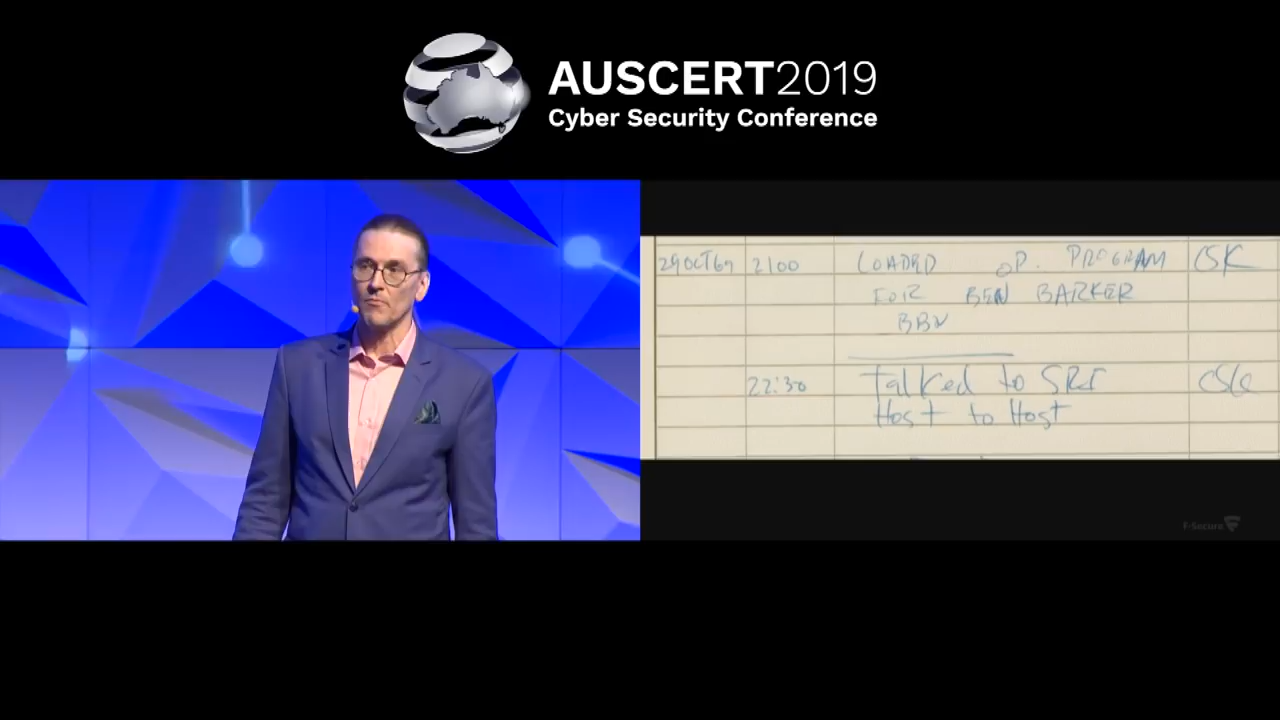 AUSCERT2019
Cyber Security Conference
29OCT69 2100 LOADED OP. PROGRAM CSK
FOR BEN BARKER
BBN
22:30 Talked to SRI CSK
Host to Host
F-Secure